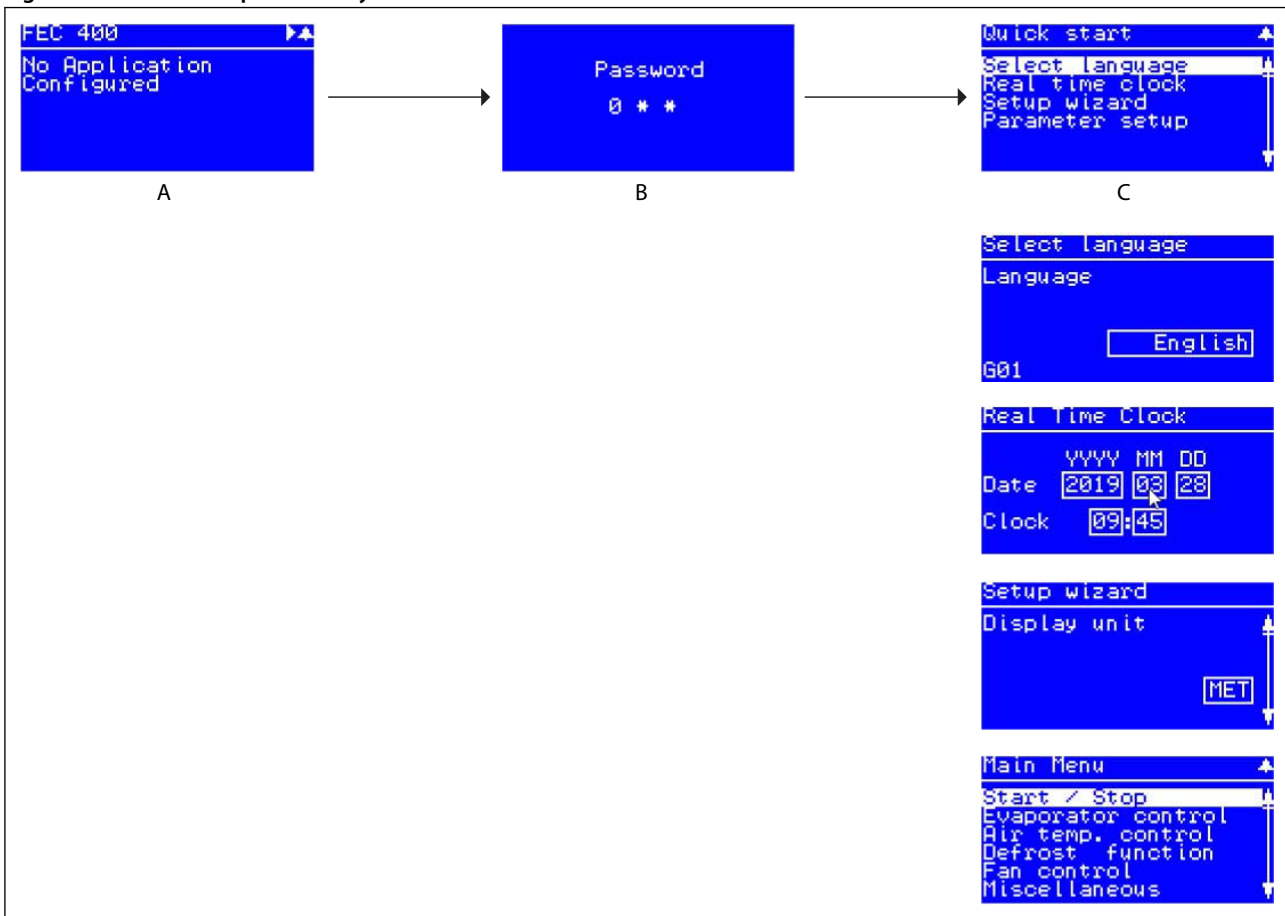 FEC 400
No Application
Configured
A
Password
0 * *
B
Quick start
Select language
Real time clock
Setup wizard
Parameter setup
C
Select language
Language
English
G01
Real Time Clock
YYYY MM DD
Date 2019 03 28
Clock 09:45
Setup wizard
Display unit
MET
Main Menu
Start / Stop
Evaporator control
Air temp. control
Defrost function
Fan control
Miscellaneous